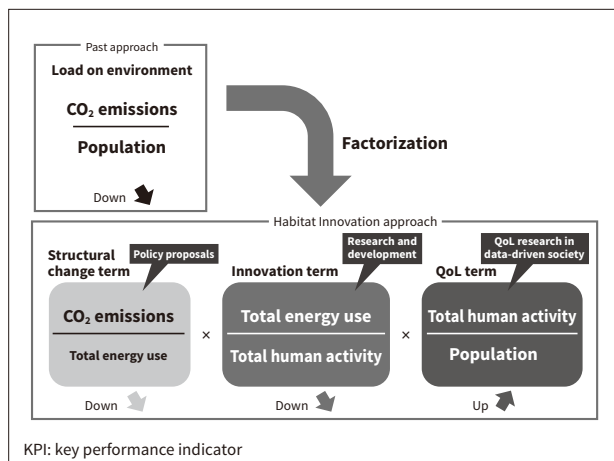 Past approach
Load on environment
CO₂ emissions
Population
Down
Factorization
Habitat Innovation approach
Structural
change term
Policy proposals
CO₂ emissions
Total energy use
Down
×
Innovation term
Research and
development
Total energy use
Total human activity
Down
×
QoL term
QoL research in
data-driven society
Total human activity
Population
Up
KPI: key performance indicator